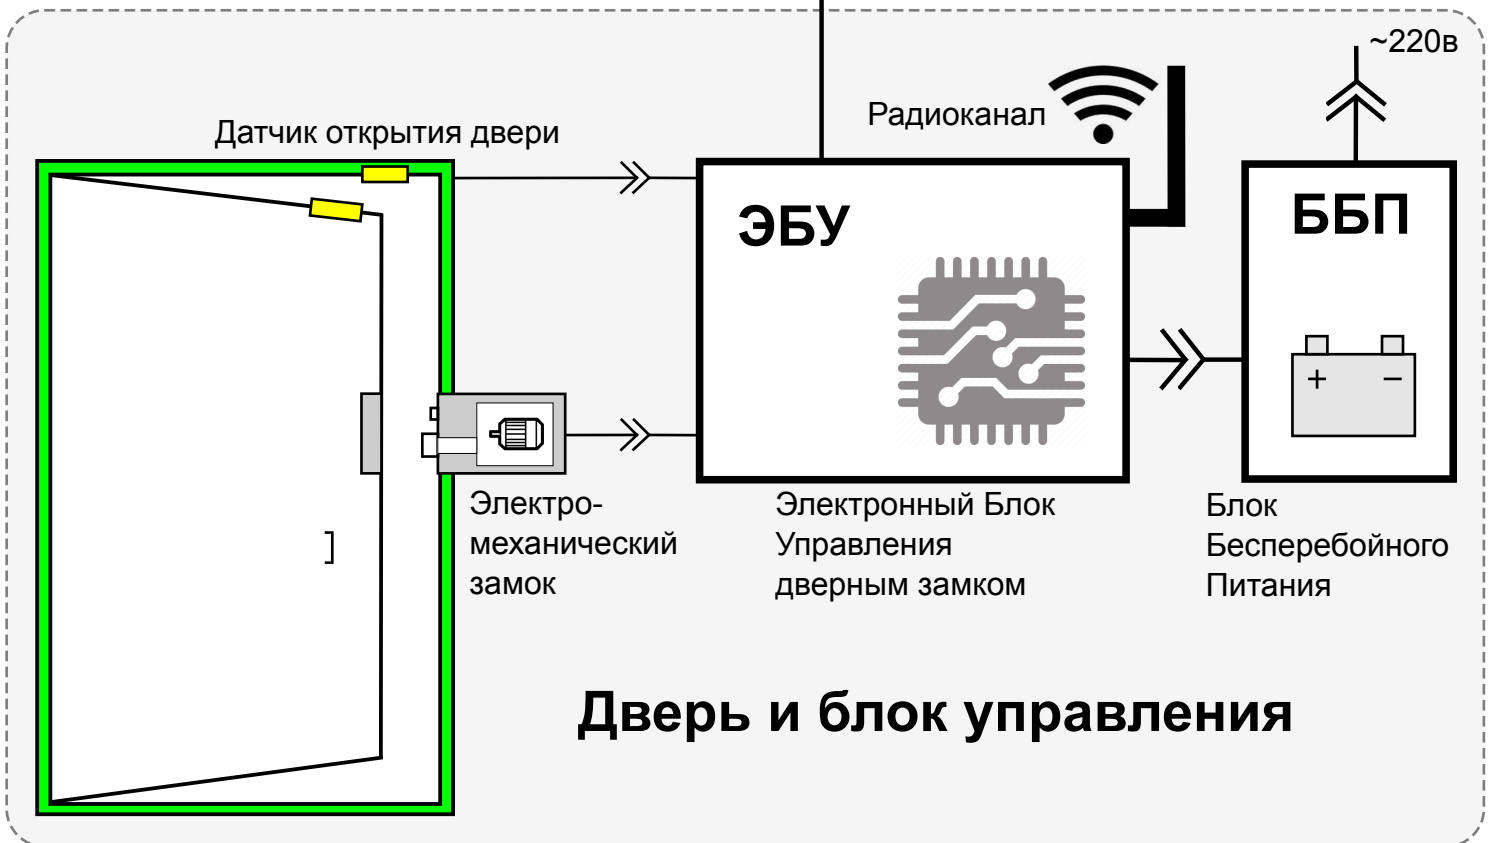 ~220в
Радиоканал
Датчик открытия двери
ЭБУ
ББП
+ −
Электро-
механический
замок
Электронный Блок
Управления
дверным замком
Блок
Бесперебойного
Питания
Дверь и блок управления